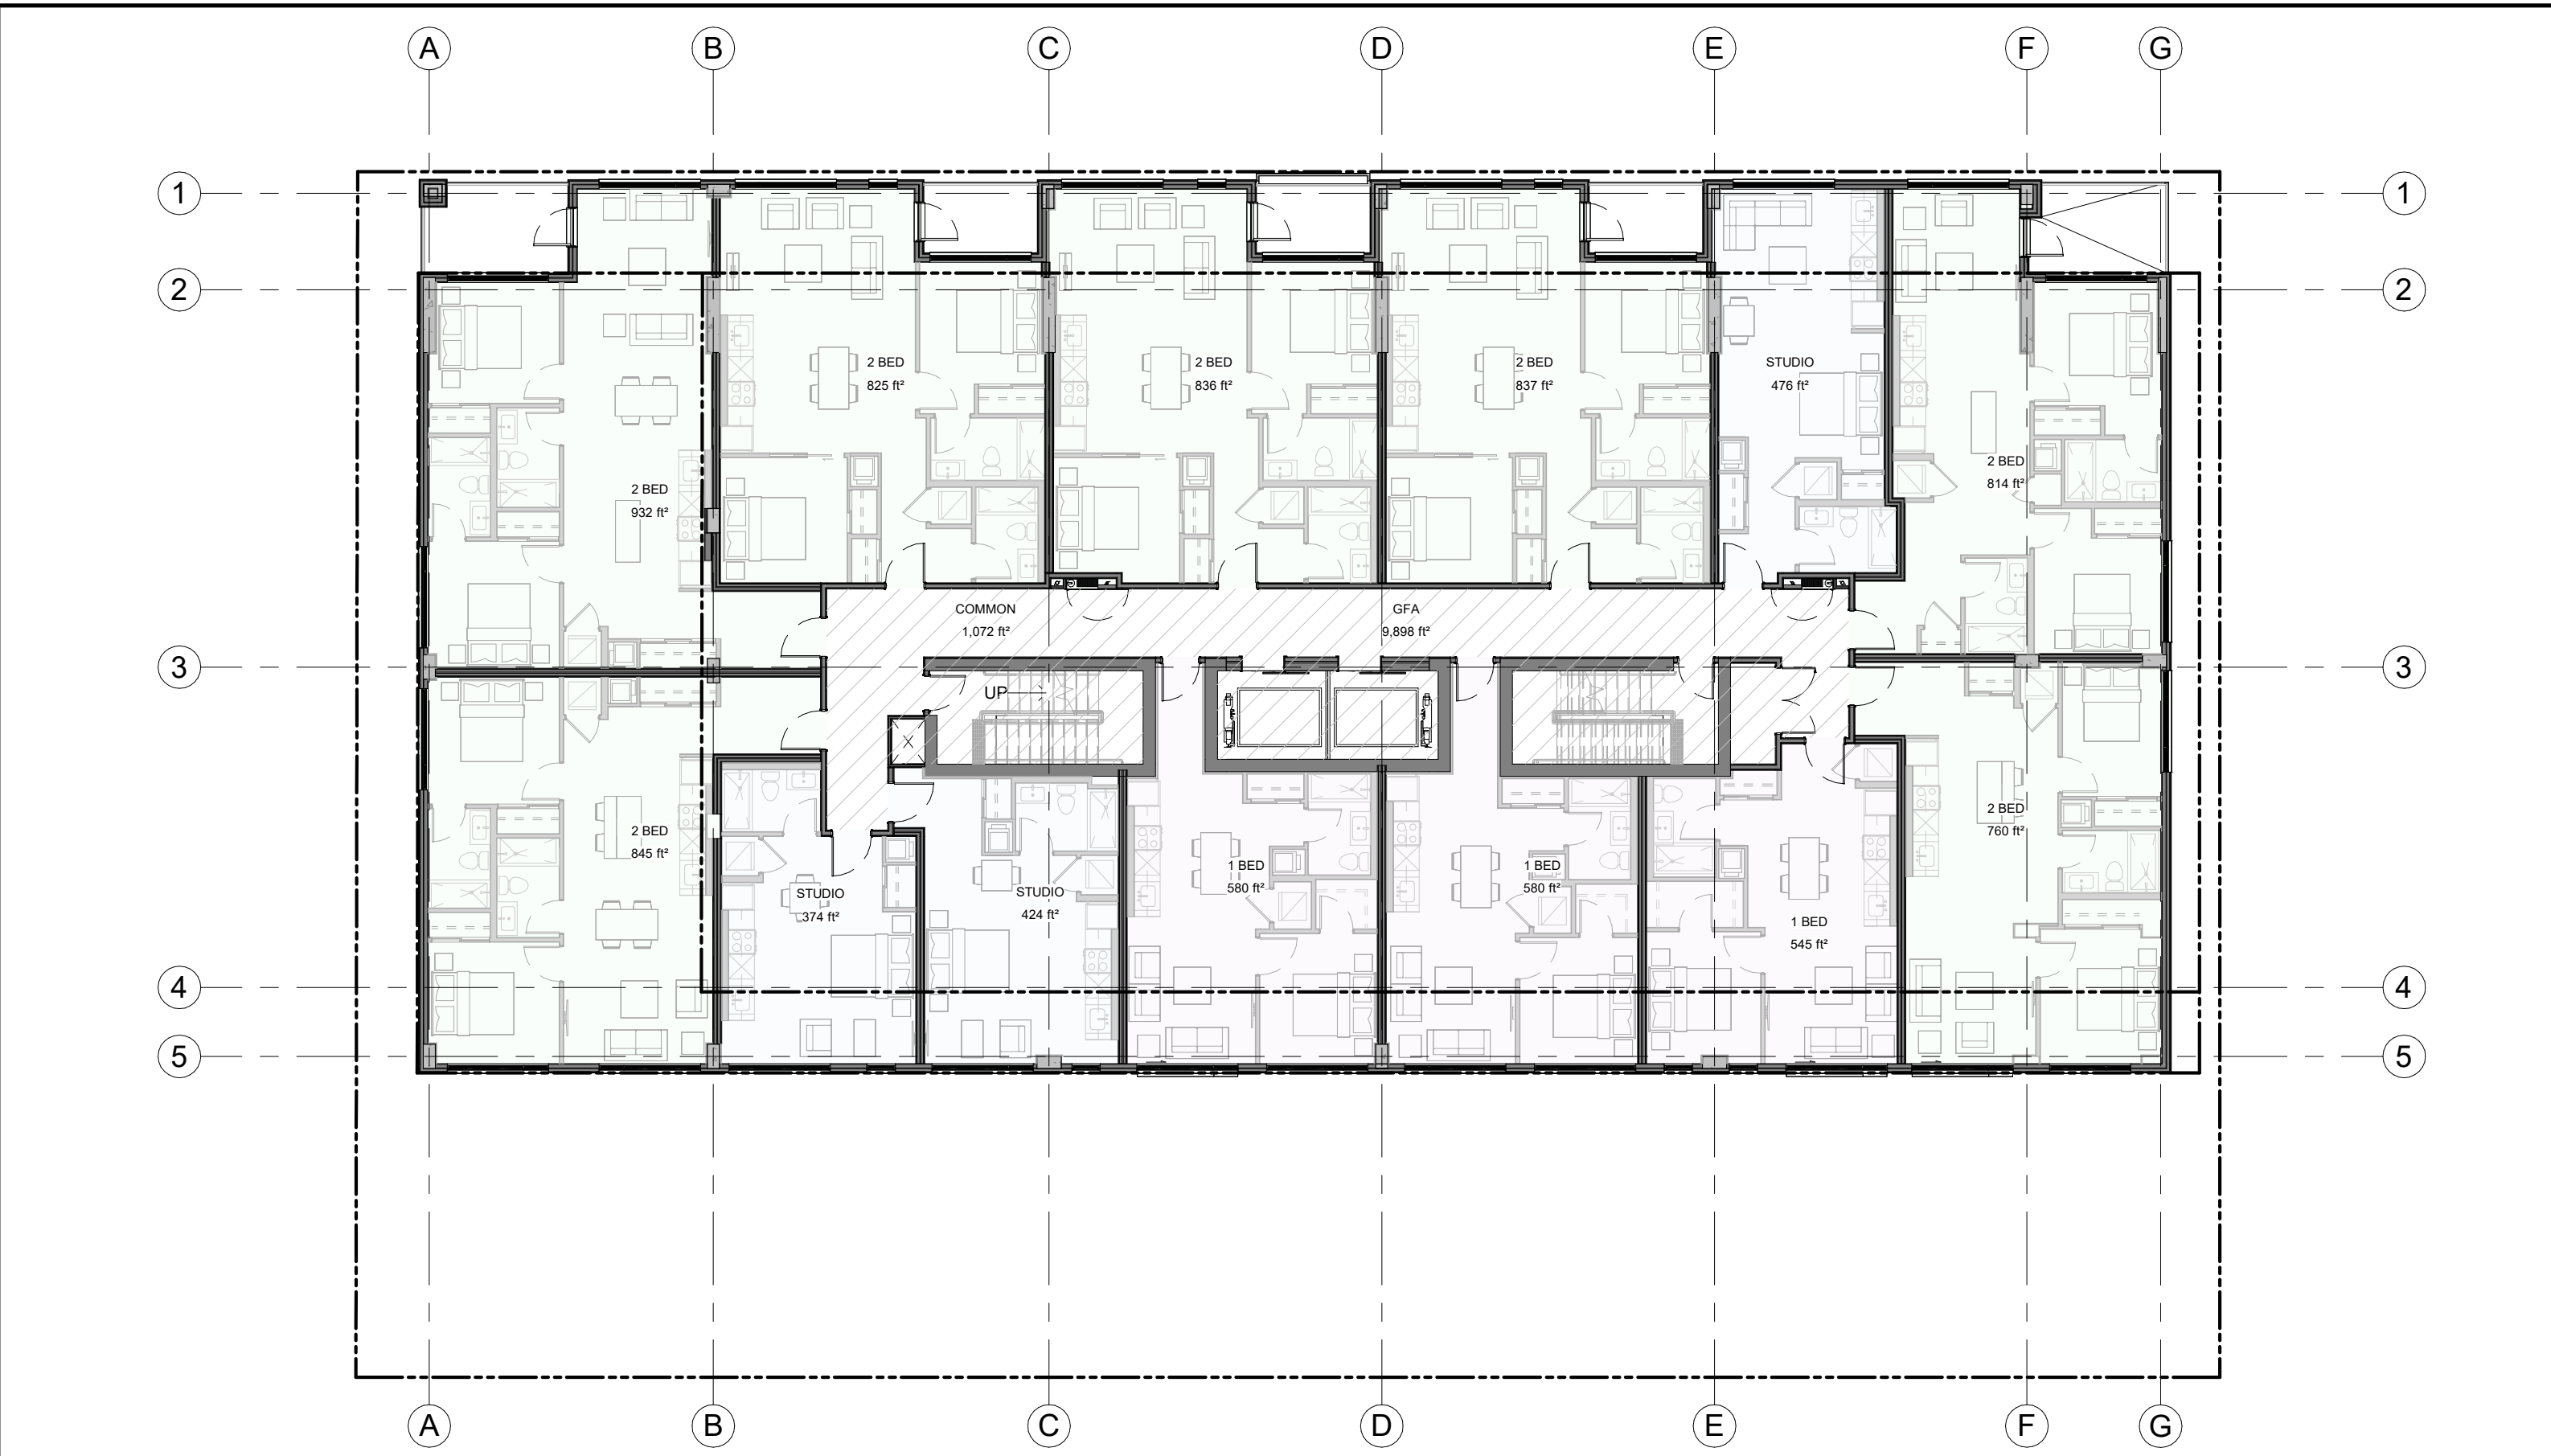 A B C D E F G
1 1
2 2
2 BED
825 ft²
2 BED
836 ft²
2 BED
837 ft²
STUDIO
476 ft²
2 BED
814 ft²
2 BED
932 ft²
COMMON
1,072 ft²
GFA
9,898 ft²
3 3
UP
2 BED
845 ft²
STUDIO
374 ft²
STUDIO
424 ft²
1 BED
580 ft²
1 BED
580 ft²
1 BED
545 ft²
2 BED
760 ft²
4 4
5 5
A B C D E F G